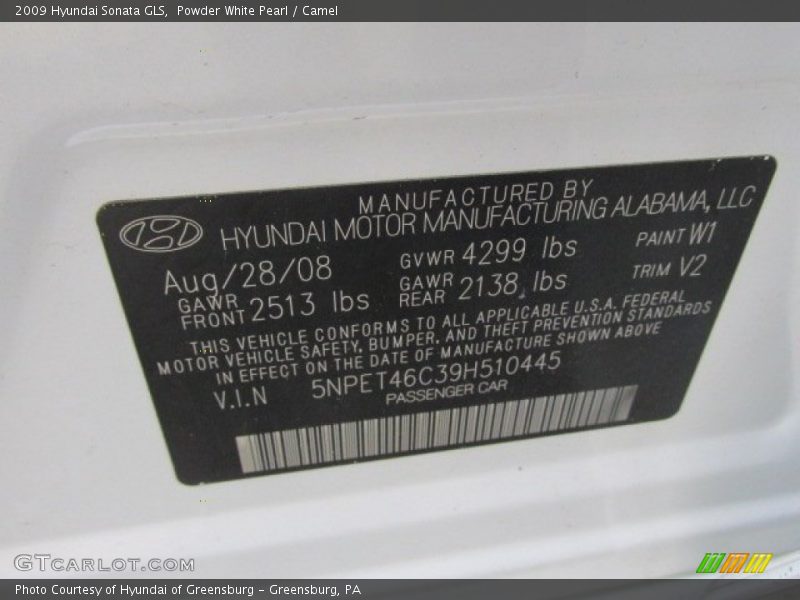 2009 Hyundai Sonata GLS,  Powder White Pearl / Camel
MANUFACTURED BY
HYUNDAI MOTOR MANUFACTURING ALABAMA, LLC
Aug/28/08 GVWR 4299 lbs PAINT W1
GAWR FRONT 2513 lbs GAWR REAR 2138 lbs TRIM V2
THIS VEHICLE CONFORMS TO ALL APPLICABLE U.S.A. FEDERAL
MOTOR VEHICLE SAFETY, BUMPER, AND THEFT PREVENTION STANDARDS
IN EFFECT ON THE DATE OF MANUFACTURE SHOWN ABOVE
V.I.N 5NPET46C39H510445
PASSENGER CAR
GTCARLOT.COM
Photo Courtesy of Hyundai of Greensburg - Greensburg, PA